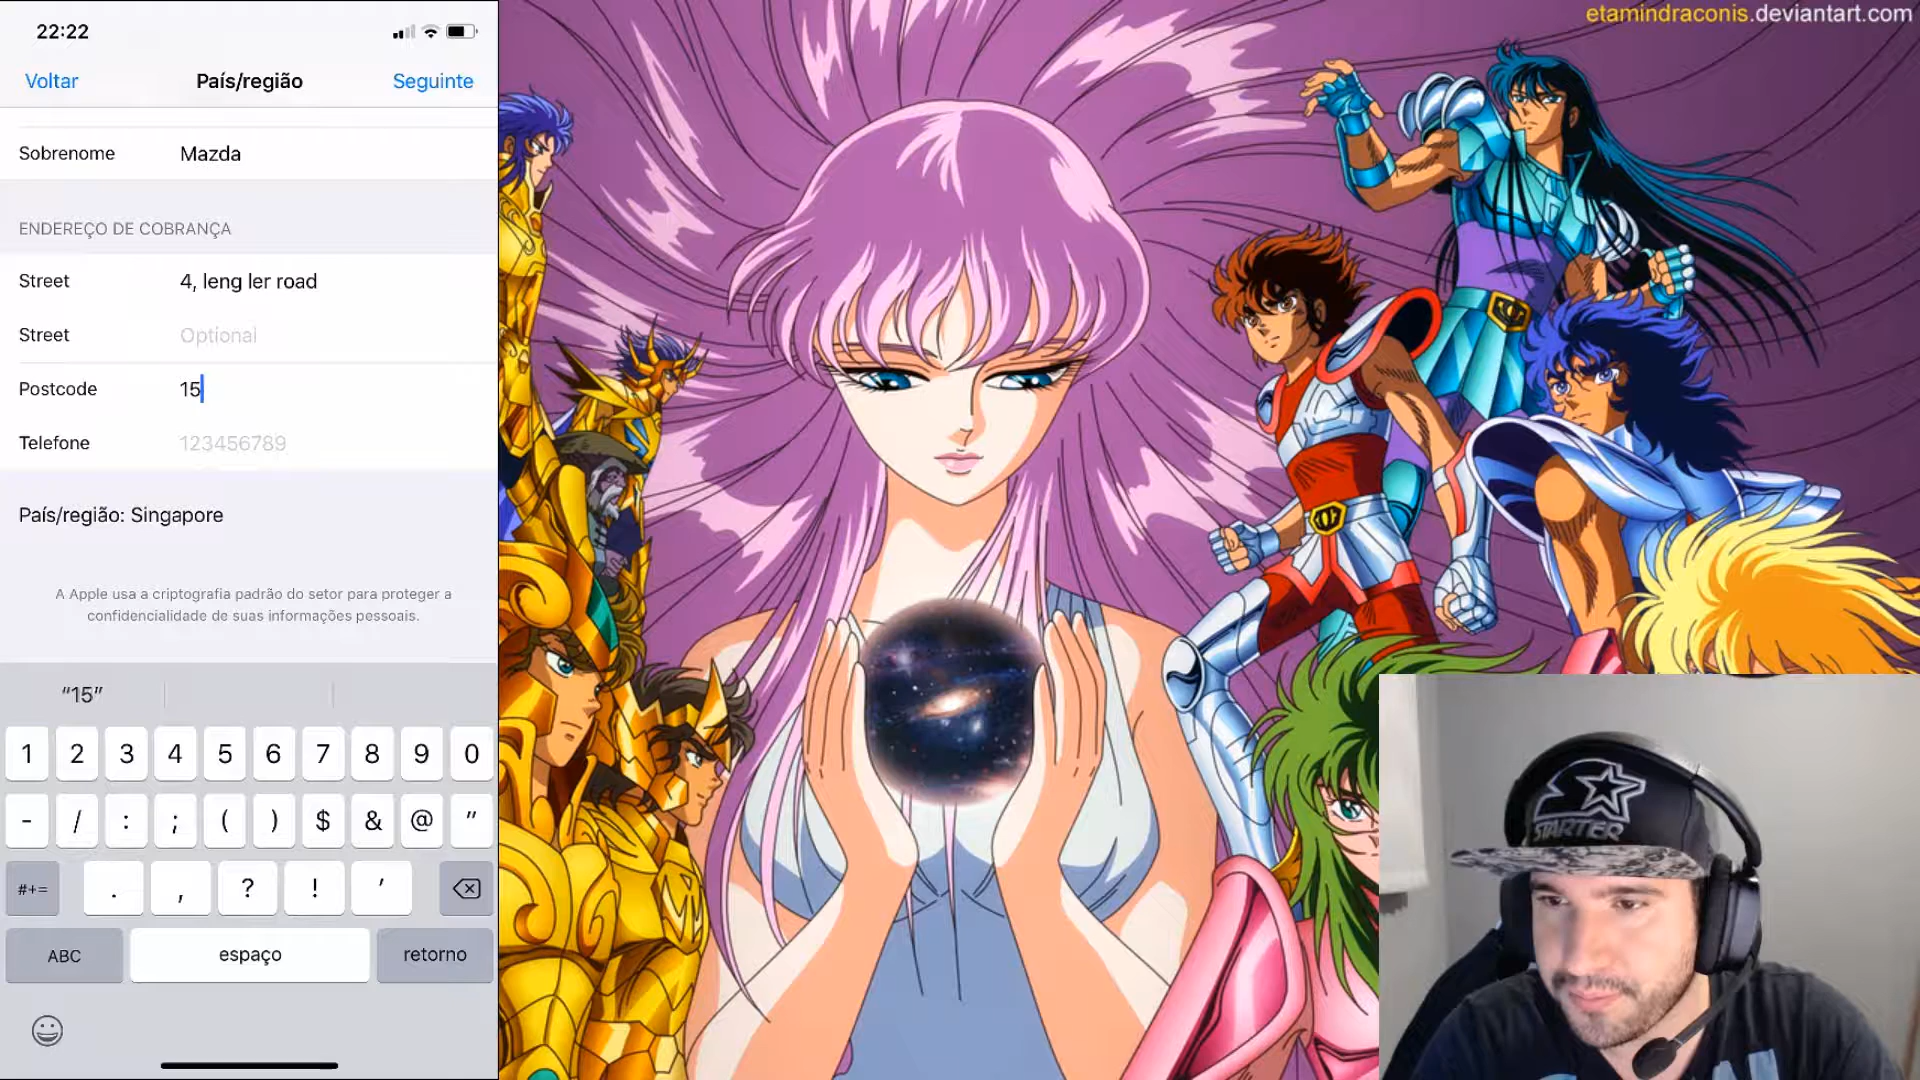 22:22
Voltar País/região Seguinte
Sobrenome Mazda
ENDEREÇO DE COBRANÇA
Street 4, leng ler road
Street Optional
Postcode 15
Telefone 123456789
País/região: Singapore
A Apple usa a criptografia padrão do setor para proteger a
confidencialidade de suas informações pessoais.
“15”
1 2 3 4 5 6 7 8 9 0
- / : ; ( ) $ & @ ”
#+= . , ? ! ’
ABC espaço retorno
etamindraconis.deviantart.com
STARTER